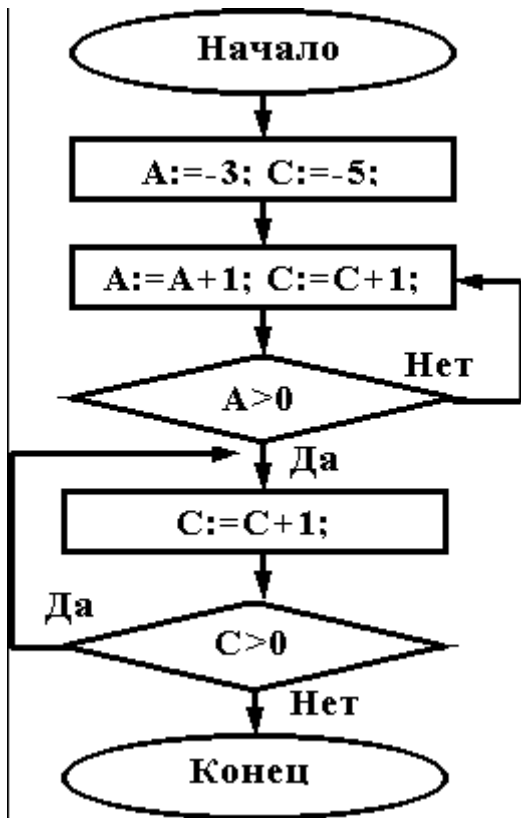 Начало
A:=-3; C:=-5;
A:=A+1; C:=C+1;
Нет
A>0
Да
C:=C+1;
Да
C>0
Нет
Конец